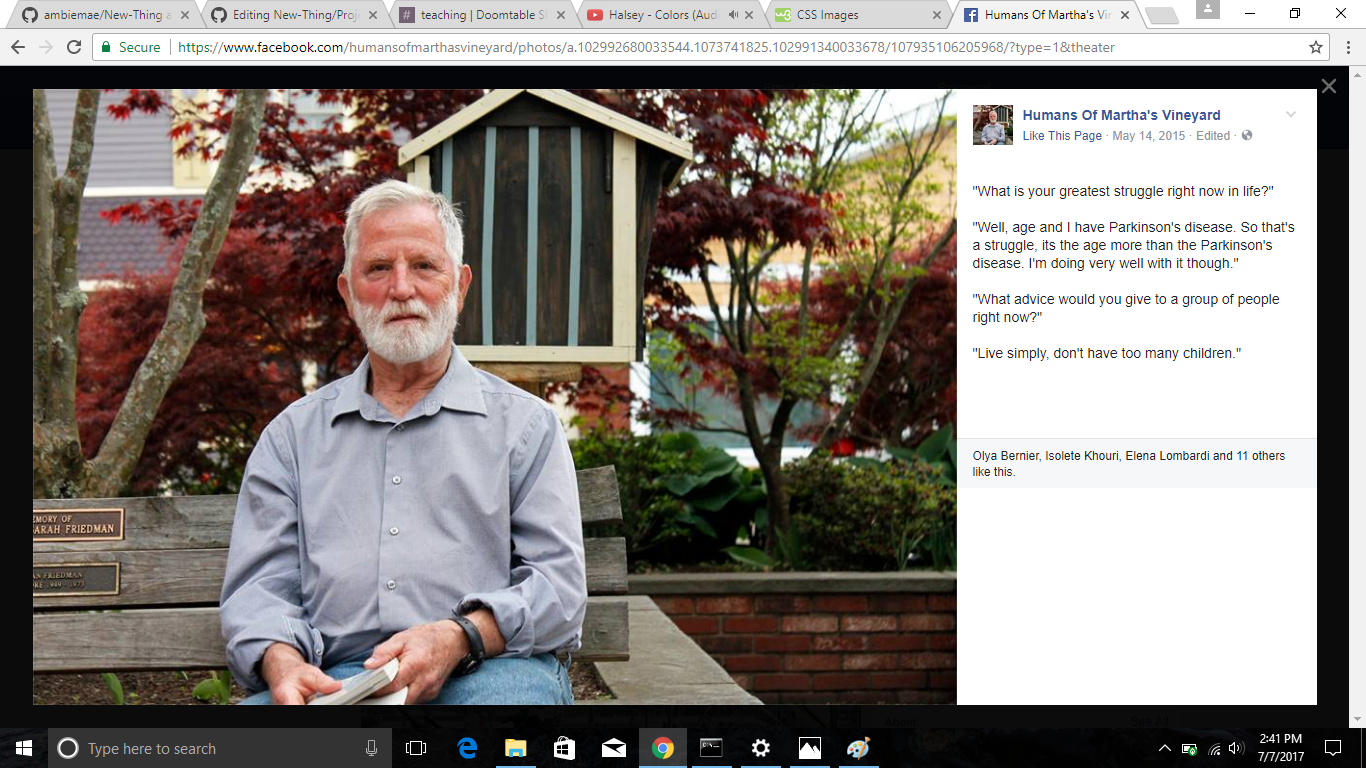 ambiemae/New-Thing a
Editing New-Thing/Proj
teaching | Doomtable S
Halsey - Colors (Aud
CSS Images
Humans Of Martha's Vi
Secure | https://www.facebook.com/humansofmarthasvineyard/photos/a.102992680033544.1073741825.102991340033678/107935106205968/?type=1&theater
Humans Of Martha's Vineyard
Like This Page · May 14, 2015 · Edited ·
"What is your greatest struggle right now in life?"
"Well, age and I have Parkinson's disease. So that's
a struggle, its the age more than the Parkinson's
disease. I'm doing very well with it though."
"What advice would you give to a group of people
right now?"
"Live simply, don't have too many children."
Olya Bernier, Isolete Khouri, Elena Lombardi and 11 others
like this.
EMORY OF
SARAH FRIEDMAN
AN FRIEDMAN
1949 - 1973
About
Type here to search
2:41 PM
7/7/2017